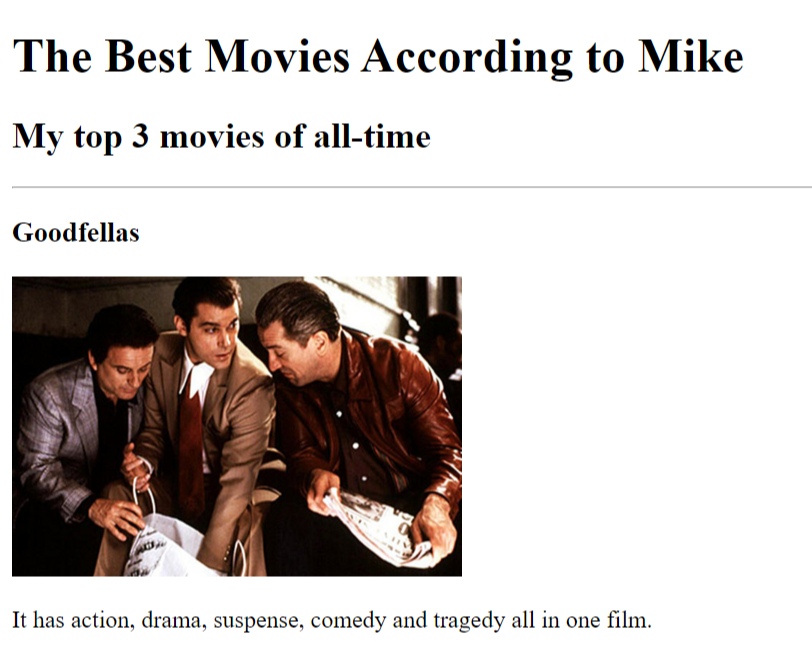 The Best Movies According to Mike
My top 3 movies of all-time
Goodfellas
It has action, drama, suspense, comedy and tragedy all in one film.